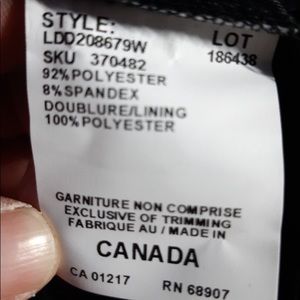 STYLE: LOT
LDD208679W 186438
SKU 370482
92% POLYESTER
8% SPANDEX
DOUBLURE/LINING
100% POLYESTER
GARNITURE NON COMPRISE
EXCLUSIVE OF TRIMMING
FABRIQUE AU / MADE IN
CANADA
CA 01217 RN 68907